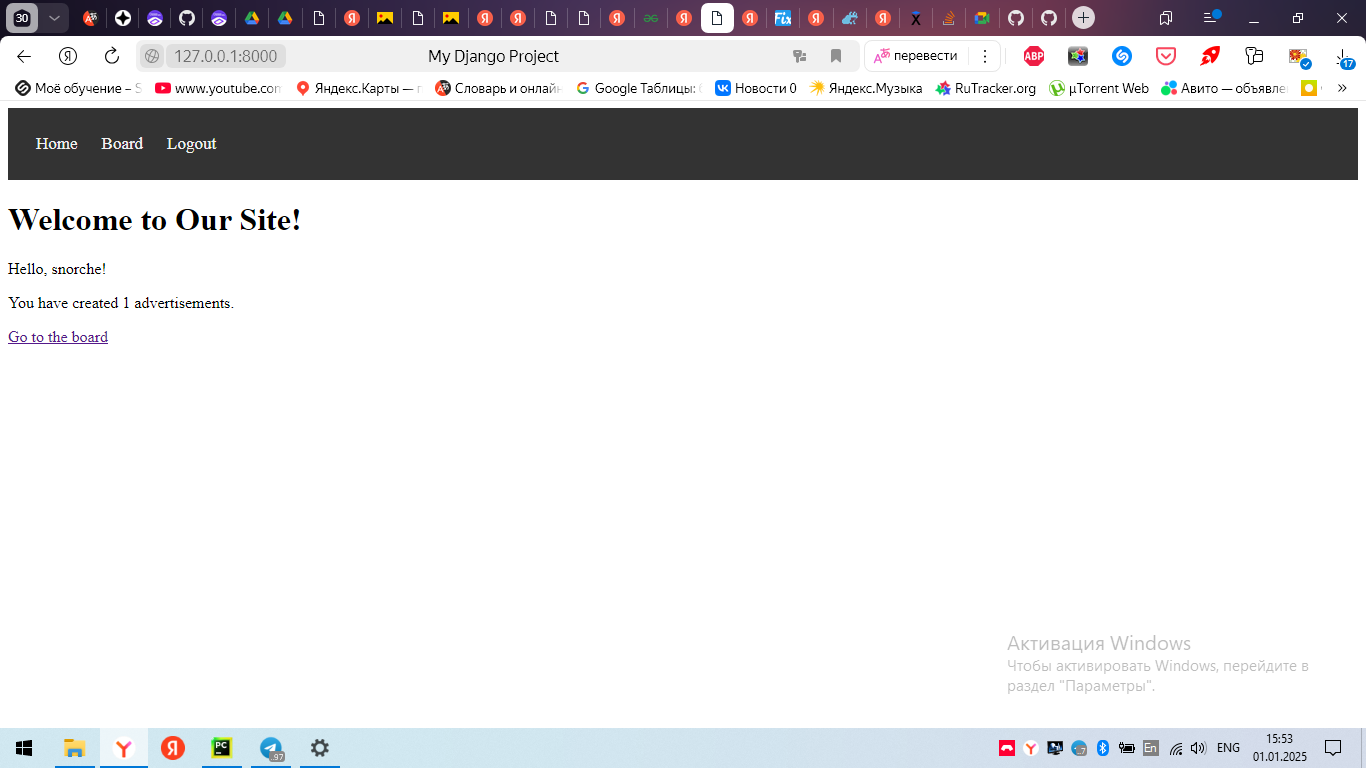 30
127.0.0.1:8000
My Django Project
перевести
ABP
17
Моё обучение –
www.youtube.com
Яндекс.Карты —
Словарь и онлайн
Google Таблицы:
Новости 0
Яндекс.Музыка
RuTracker.org
µTorrent Web
Авито — объявле
Home
Board
Logout
Welcome to Our Site!
Hello, snorche!
You have created 1 advertisements.
Go to the board
Активация Windows
Чтобы активировать Windows, перейдите в
раздел "Параметры".
PC
97
En
ENG
15:53
01.01.2025